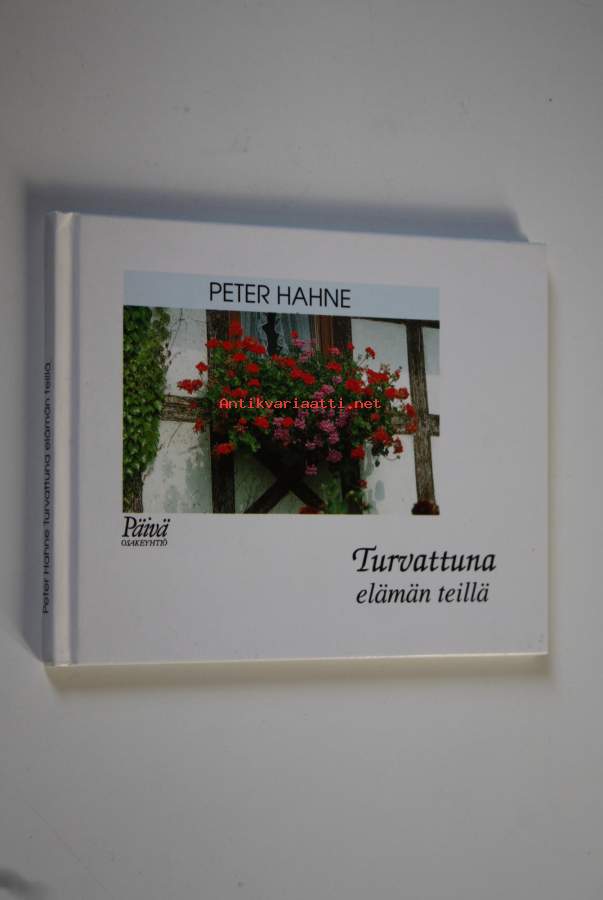 PETER HAHNE
Antikvariaatti.net
Päivä
OSAKEYHTIÖ
Turvattuna
elämän teillä
Peter Hahne Turvattuna elämän teillä